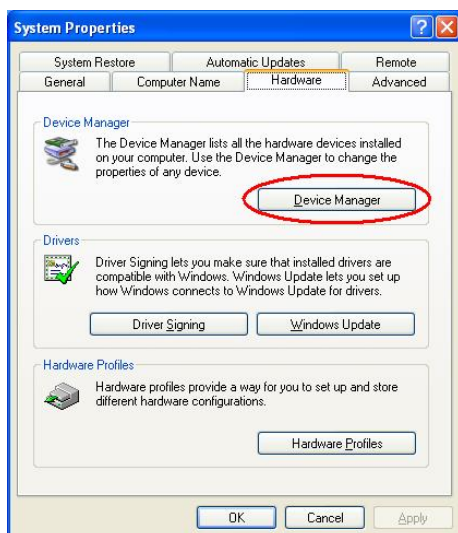 System Properties
System Restore Automatic Updates Remote
General Computer Name Hardware Advanced
Device Manager
The Device Manager lists all the hardware devices installed
on your computer. Use the Device Manager to change the
properties of any device.
Device Manager
Drivers
Driver Signing lets you make sure that installed drivers are
compatible with Windows. Windows Update lets you set up
how Windows connects to Windows Update for drivers.
Driver Signing Windows Update
Hardware Profiles
Hardware profiles provide a way for you to set up and store
different hardware configurations.
Hardware Profiles
OK Cancel Apply